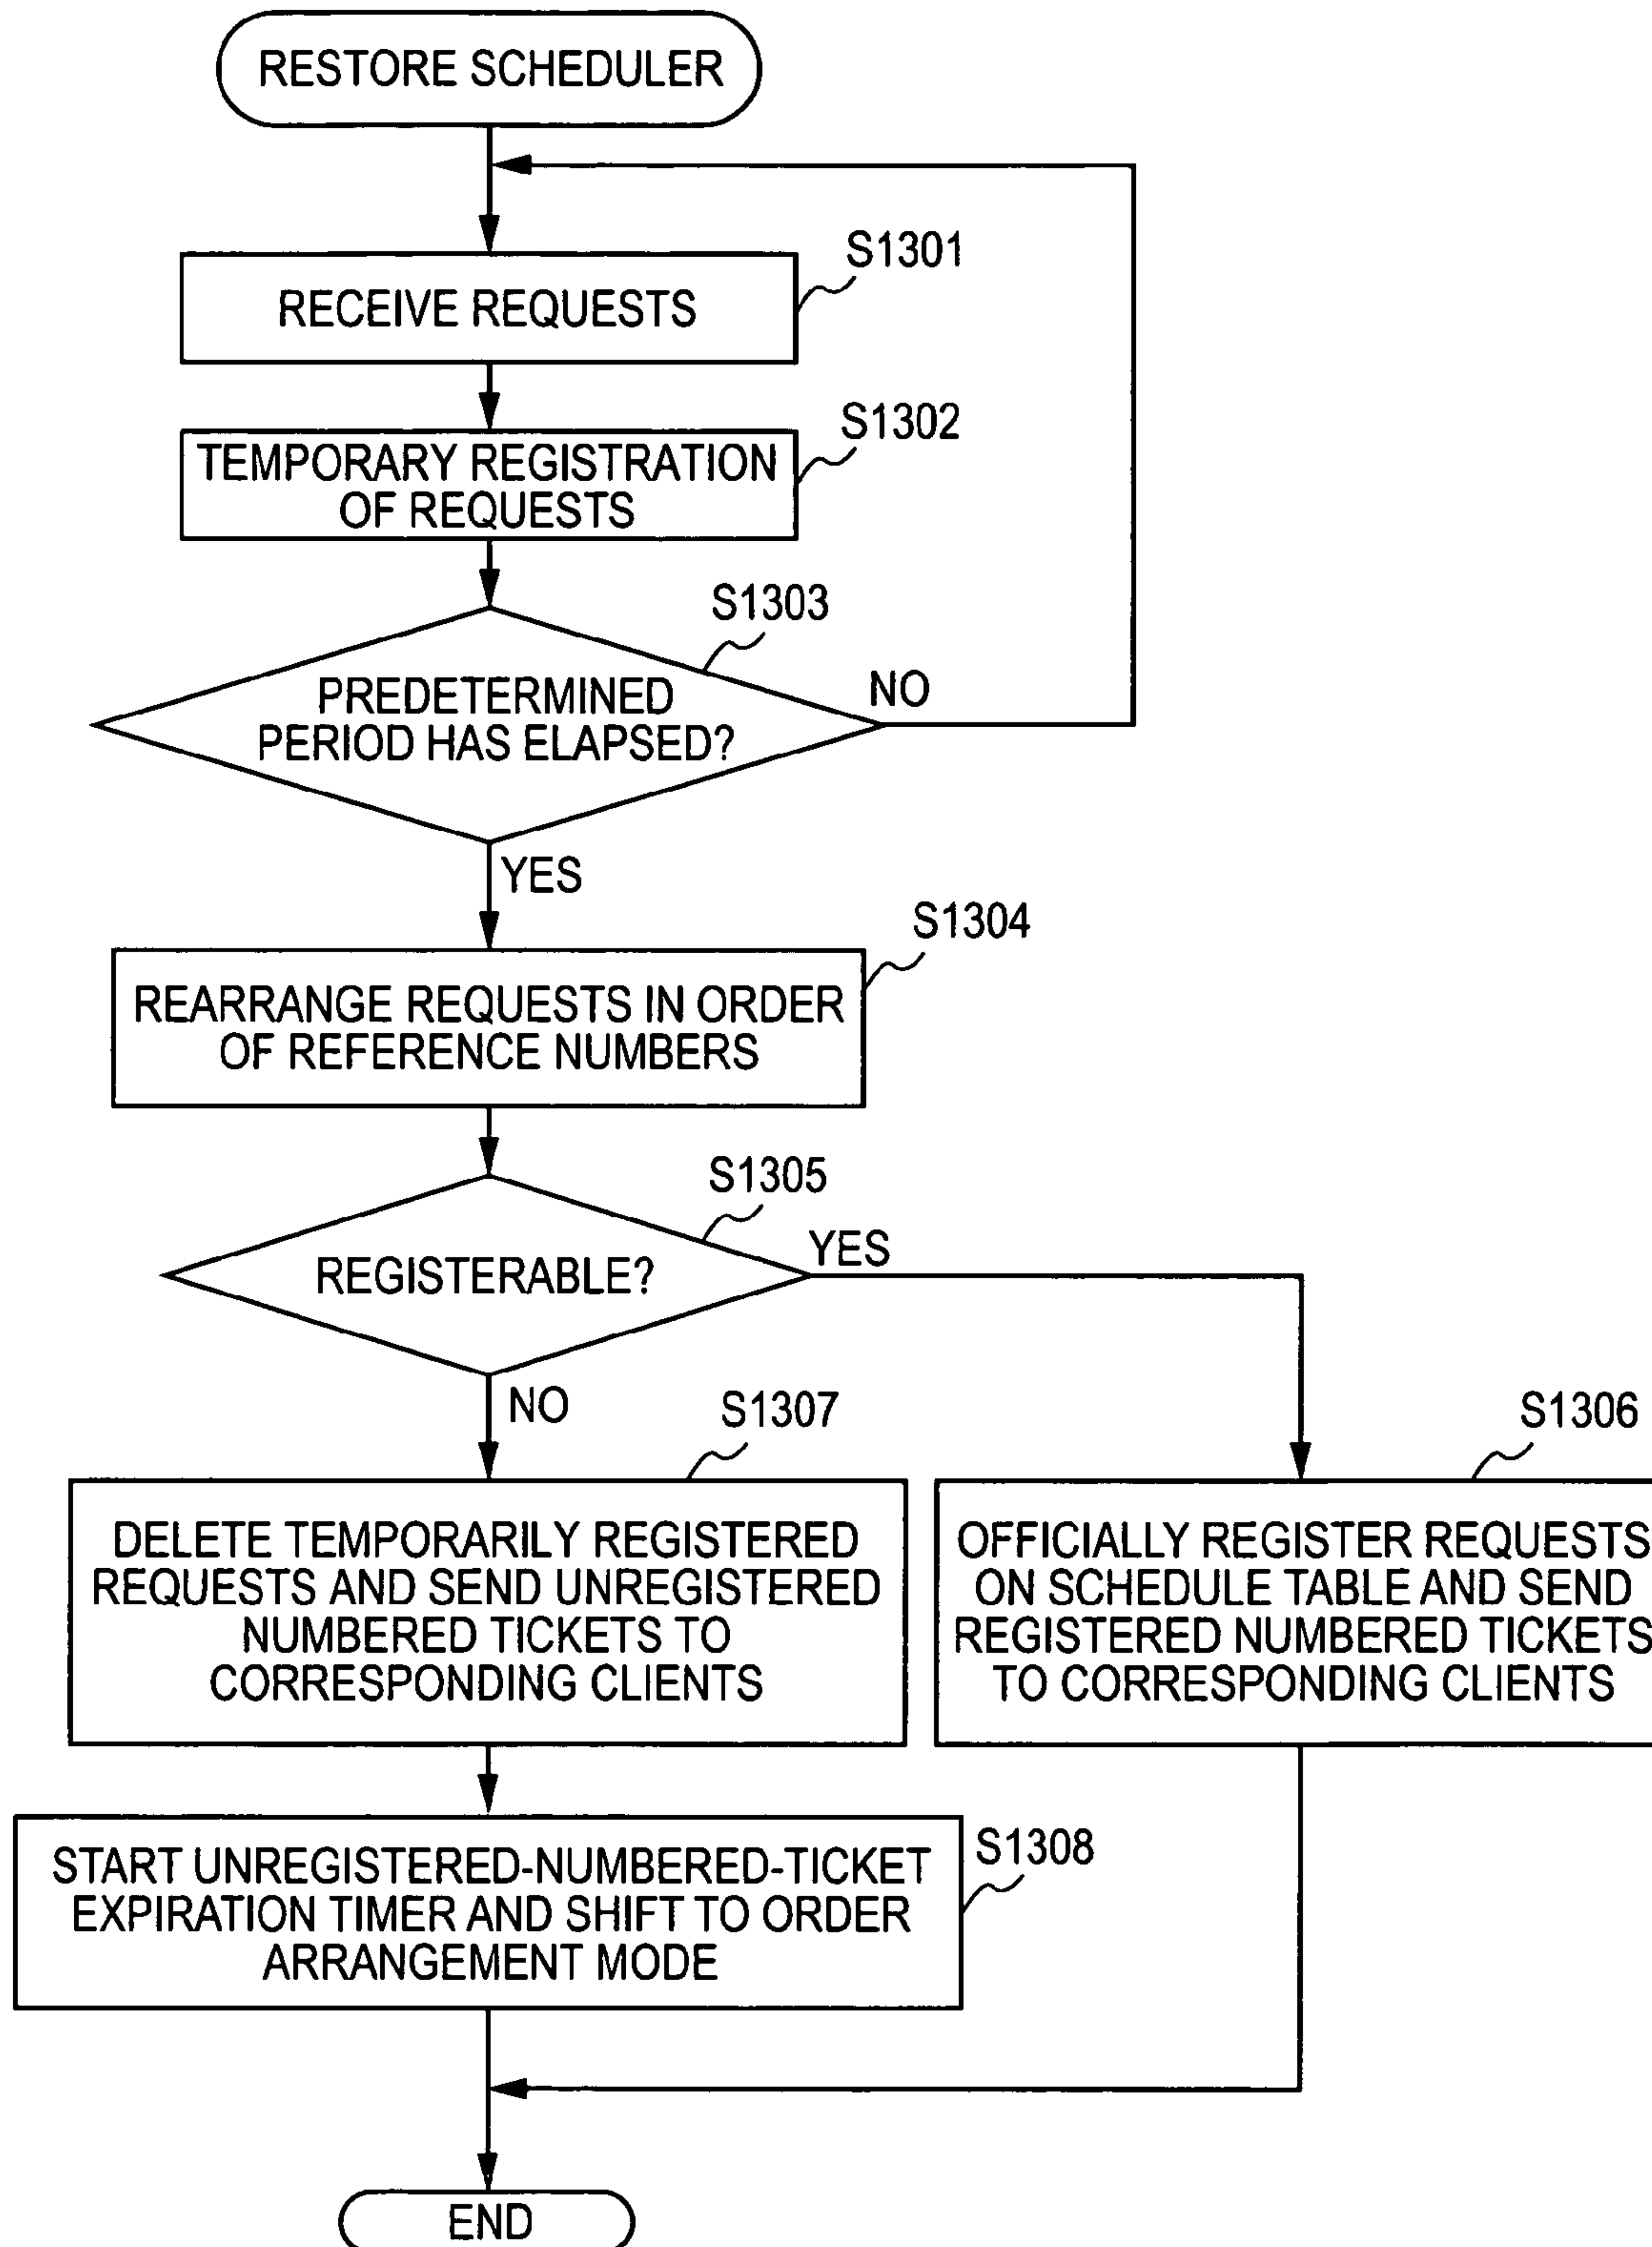 RESTORE SCHEDULER
S1301
RECEIVE REQUESTS
S1302
TEMPORARY REGISTRATION
OF REQUESTS
S1303
PREDETERMINED
PERIOD HAS ELAPSED?
NO
YES
S1304
REARRANGE REQUESTS IN ORDER
OF REFERENCE NUMBERS
S1305
REGISTERABLE?
YES
NO
S1307
DELETE TEMPORARILY REGISTERED
REQUESTS AND SEND UNREGISTERED
NUMBERED TICKETS TO
CORRESPONDING CLIENTS
S1306
OFFICIALLY REGISTER REQUESTS
ON SCHEDULE TABLE AND SEND
REGISTERED NUMBERED TICKETS
TO CORRESPONDING CLIENTS
S1308
START UNREGISTERED-NUMBERED-TICKET
EXPIRATION TIMER AND SHIFT TO ORDER
ARRANGEMENT MODE
END